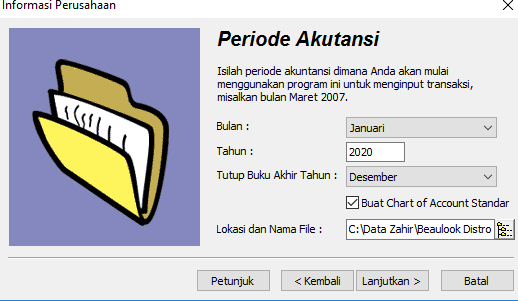 Informasi Perusahaan
Periode Akutansi
Isilah periode akuntansi dimana Anda akan mulai
menggunakan program ini untuk menginput transaksi,
misalkan bulan Maret 2007.
Bulan : Januari
Tahun : 2020
Tutup Buku Akhir Tahun : Desember
Buat Chart of Account Standar
Lokasi dan Nama File : C:\Data Zahir\Beaulook Distro
Petunjuk < Kembali Lanjutkan > Batal